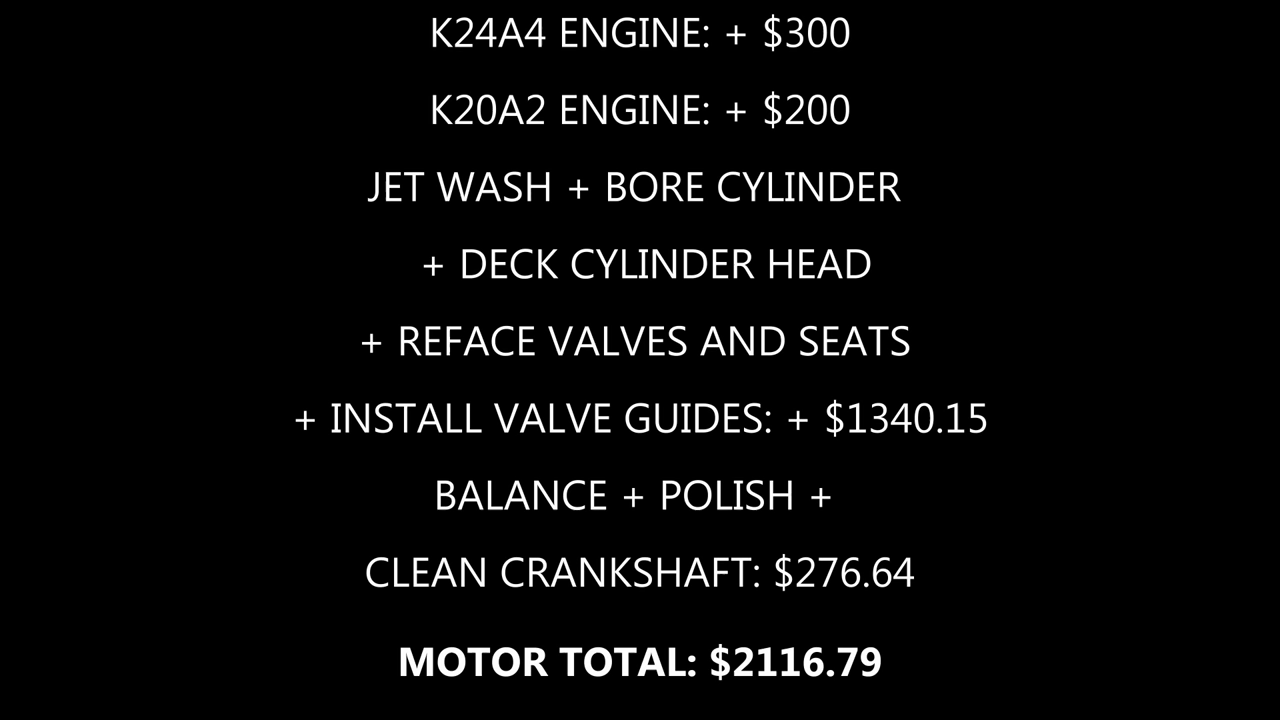 K24A4 ENGINE: + $300
K20A2 ENGINE: + $200
JET WASH + BORE CYLINDER
+ DECK CYLINDER HEAD
+ REFACE VALVES AND SEATS
+ INSTALL VALVE GUIDES: + $1340.15
BALANCE + POLISH +
CLEAN CRANKSHAFT: $276.64
MOTOR TOTAL: $2116.79